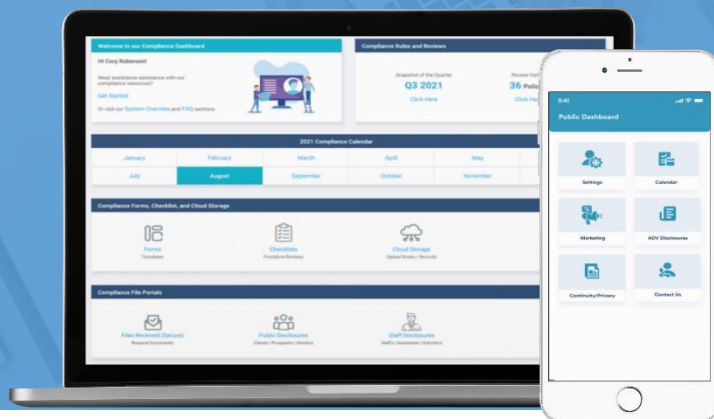 Welcome to our Compliance Dashboard
Hi Cory Roberson!
Need assistance assistance with our
compliance resources?
Get Started
Or visit our System Overview and FAQ sections
Compliance Rules and Reviews
Snapshot of the Quarter
Q3 2021
Click Here
36
2021 Compliance Calendar
January February March April May
July August September October November
Compliance Forms, Checklist, and Cloud Storage
Forms
Templates
Checklists
Procedure Reviews
Cloud Storage
Upload Books / Records
Compliance File Portals
Files Received (Secure)
Request Documents
Public Disclosures
Clients / Prospects / Vendors
Staff Disclosures
Staffs / Assistants / Solicitors
9:41
Public Dashboard
Settings
Calendar
Marketing
ADV Disclosures
Continuity/Privacy
Contact Us